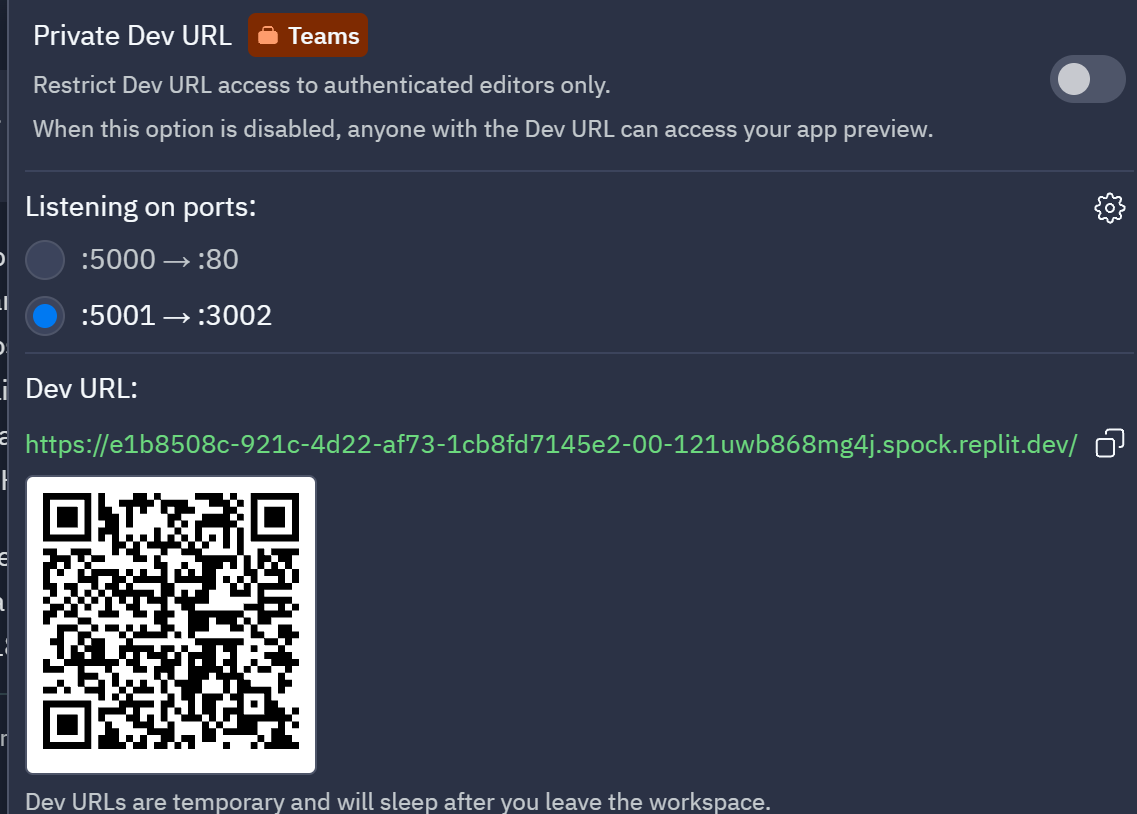 Private Dev URL Teams
Restrict Dev URL access to authenticated editors only.
When this option is disabled, anyone with the Dev URL can access your app preview.
Listening on ports:
:5000 → :80
:5001 → :3002
Dev URL:
https://e1b8508c-921c-4d22-af73-1cb8fd7145e2-00-121uwb868mg4j.spock.replit.dev/
Dev URLs are temporary and will sleep after you leave the workspace.